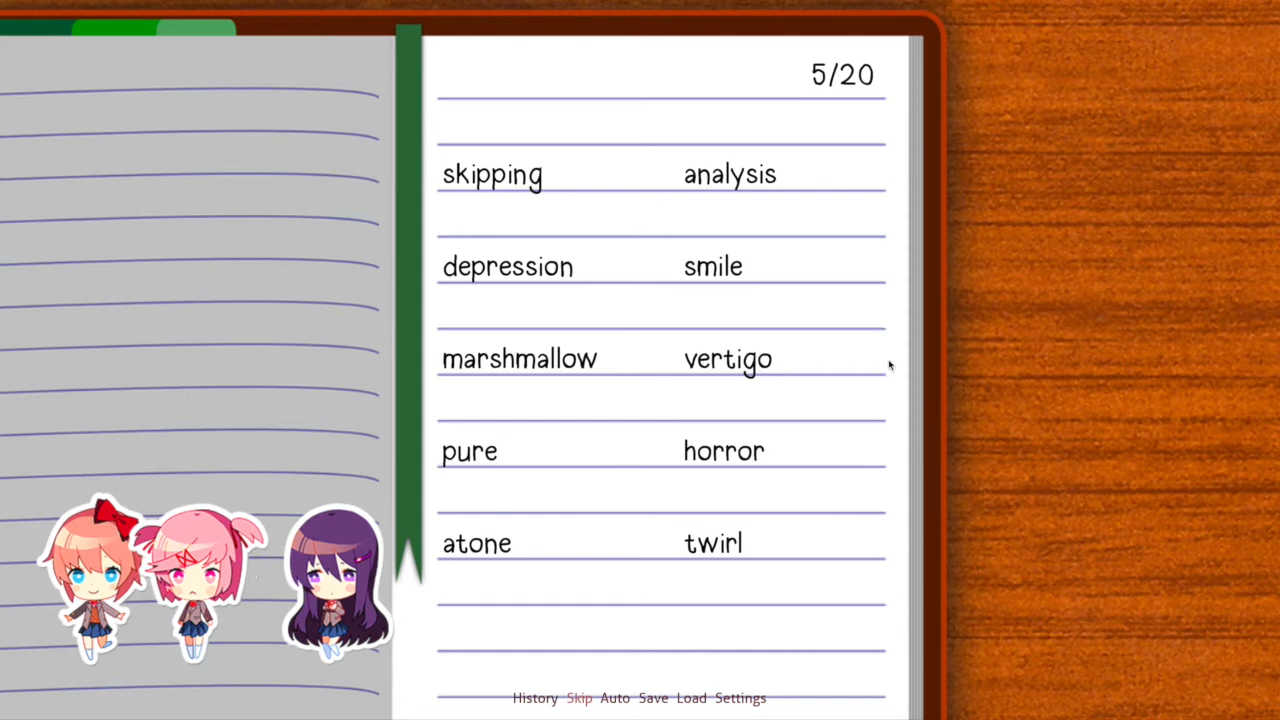 5/20
skipping analysis
depression smile
marshmallow vertigo
pure horror
atone twirl
History Skip Auto Save Load Settings